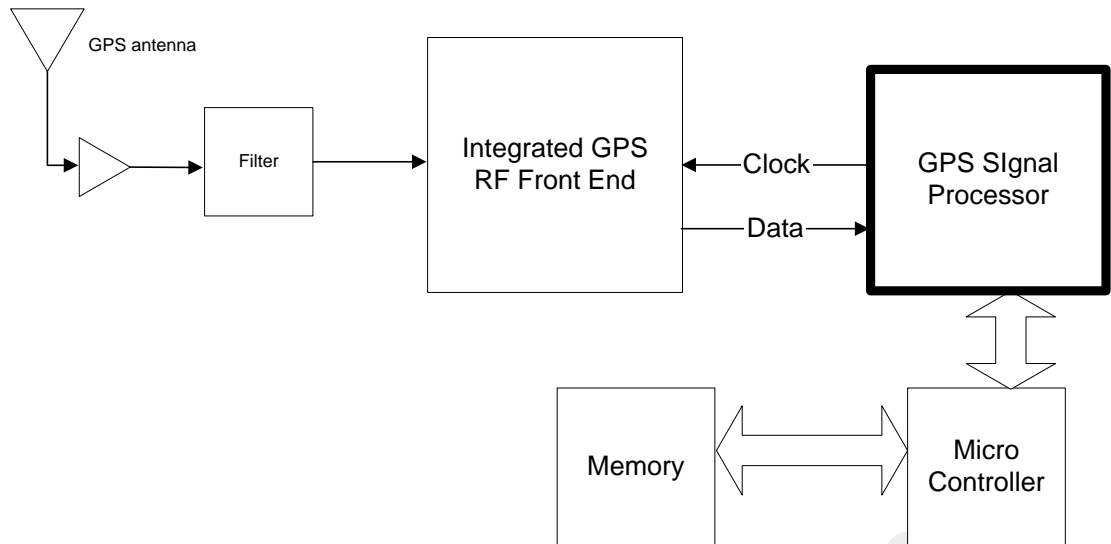 GPS antenna
Filter
Integrated GPS
RF Front End
Clock
Data
GPS SIgnal
Processor
Memory
Micro
Controller